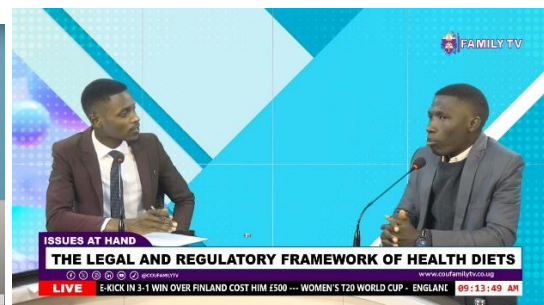 FAMILY TV
ISSUES AT HAND
THE LEGAL AND REGULATORY FRAMEWORK OF HEALTH DIETS
@COUFAMILYTV
www.coufamilytv.co.ug
LIVE
E-KICK IN 3-1 WIN OVER FINLAND COST HIM £500 --- WOMEN'S T20 WORLD CUP - ENGLAND
09:13:49 AM